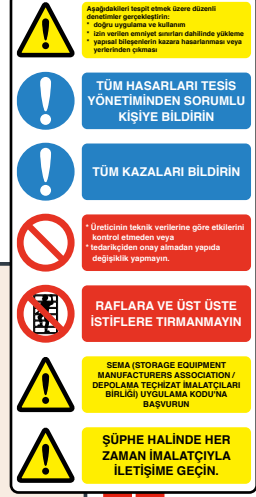 Aşağıdakileri tespit etmek üzere düzenli
denetimler gerçekleştirin:
* doğru uygulama ve kullanım
* izin verilen emniyet sınırları dahilinde yükleme
* yapısal bileşenlerin kazara hasarlanması veya
yerlerinden çıkması
TÜM HASARLARI TESİS
YÖNETİMİNDEN SORUMLU
KİŞİYE BİLDİRİN
TÜM KAZALARI BİLDİRİN
* Üreticinin teknik verilerine göre etkilerini
kontrol etmeden veya
* tedarikçiden onay almadan yapıda
değişiklik yapmayın.
RAFLARA VE ÜST ÜSTE
İSTİFLERE TIRMANMAYIN
SEMA (STORAGE EQUIPMENT
MANUFACTURERS ASSOCIATION /
DEPOLAMA TEÇHİZAT İMALATÇILARI
BİRLİĞİ) UYGULAMA KODU'NA
BAŞVURUN
ŞÜPHE HALİNDE HER
ZAMAN İMALATÇIYLA
İLETİŞİME GEÇİN.